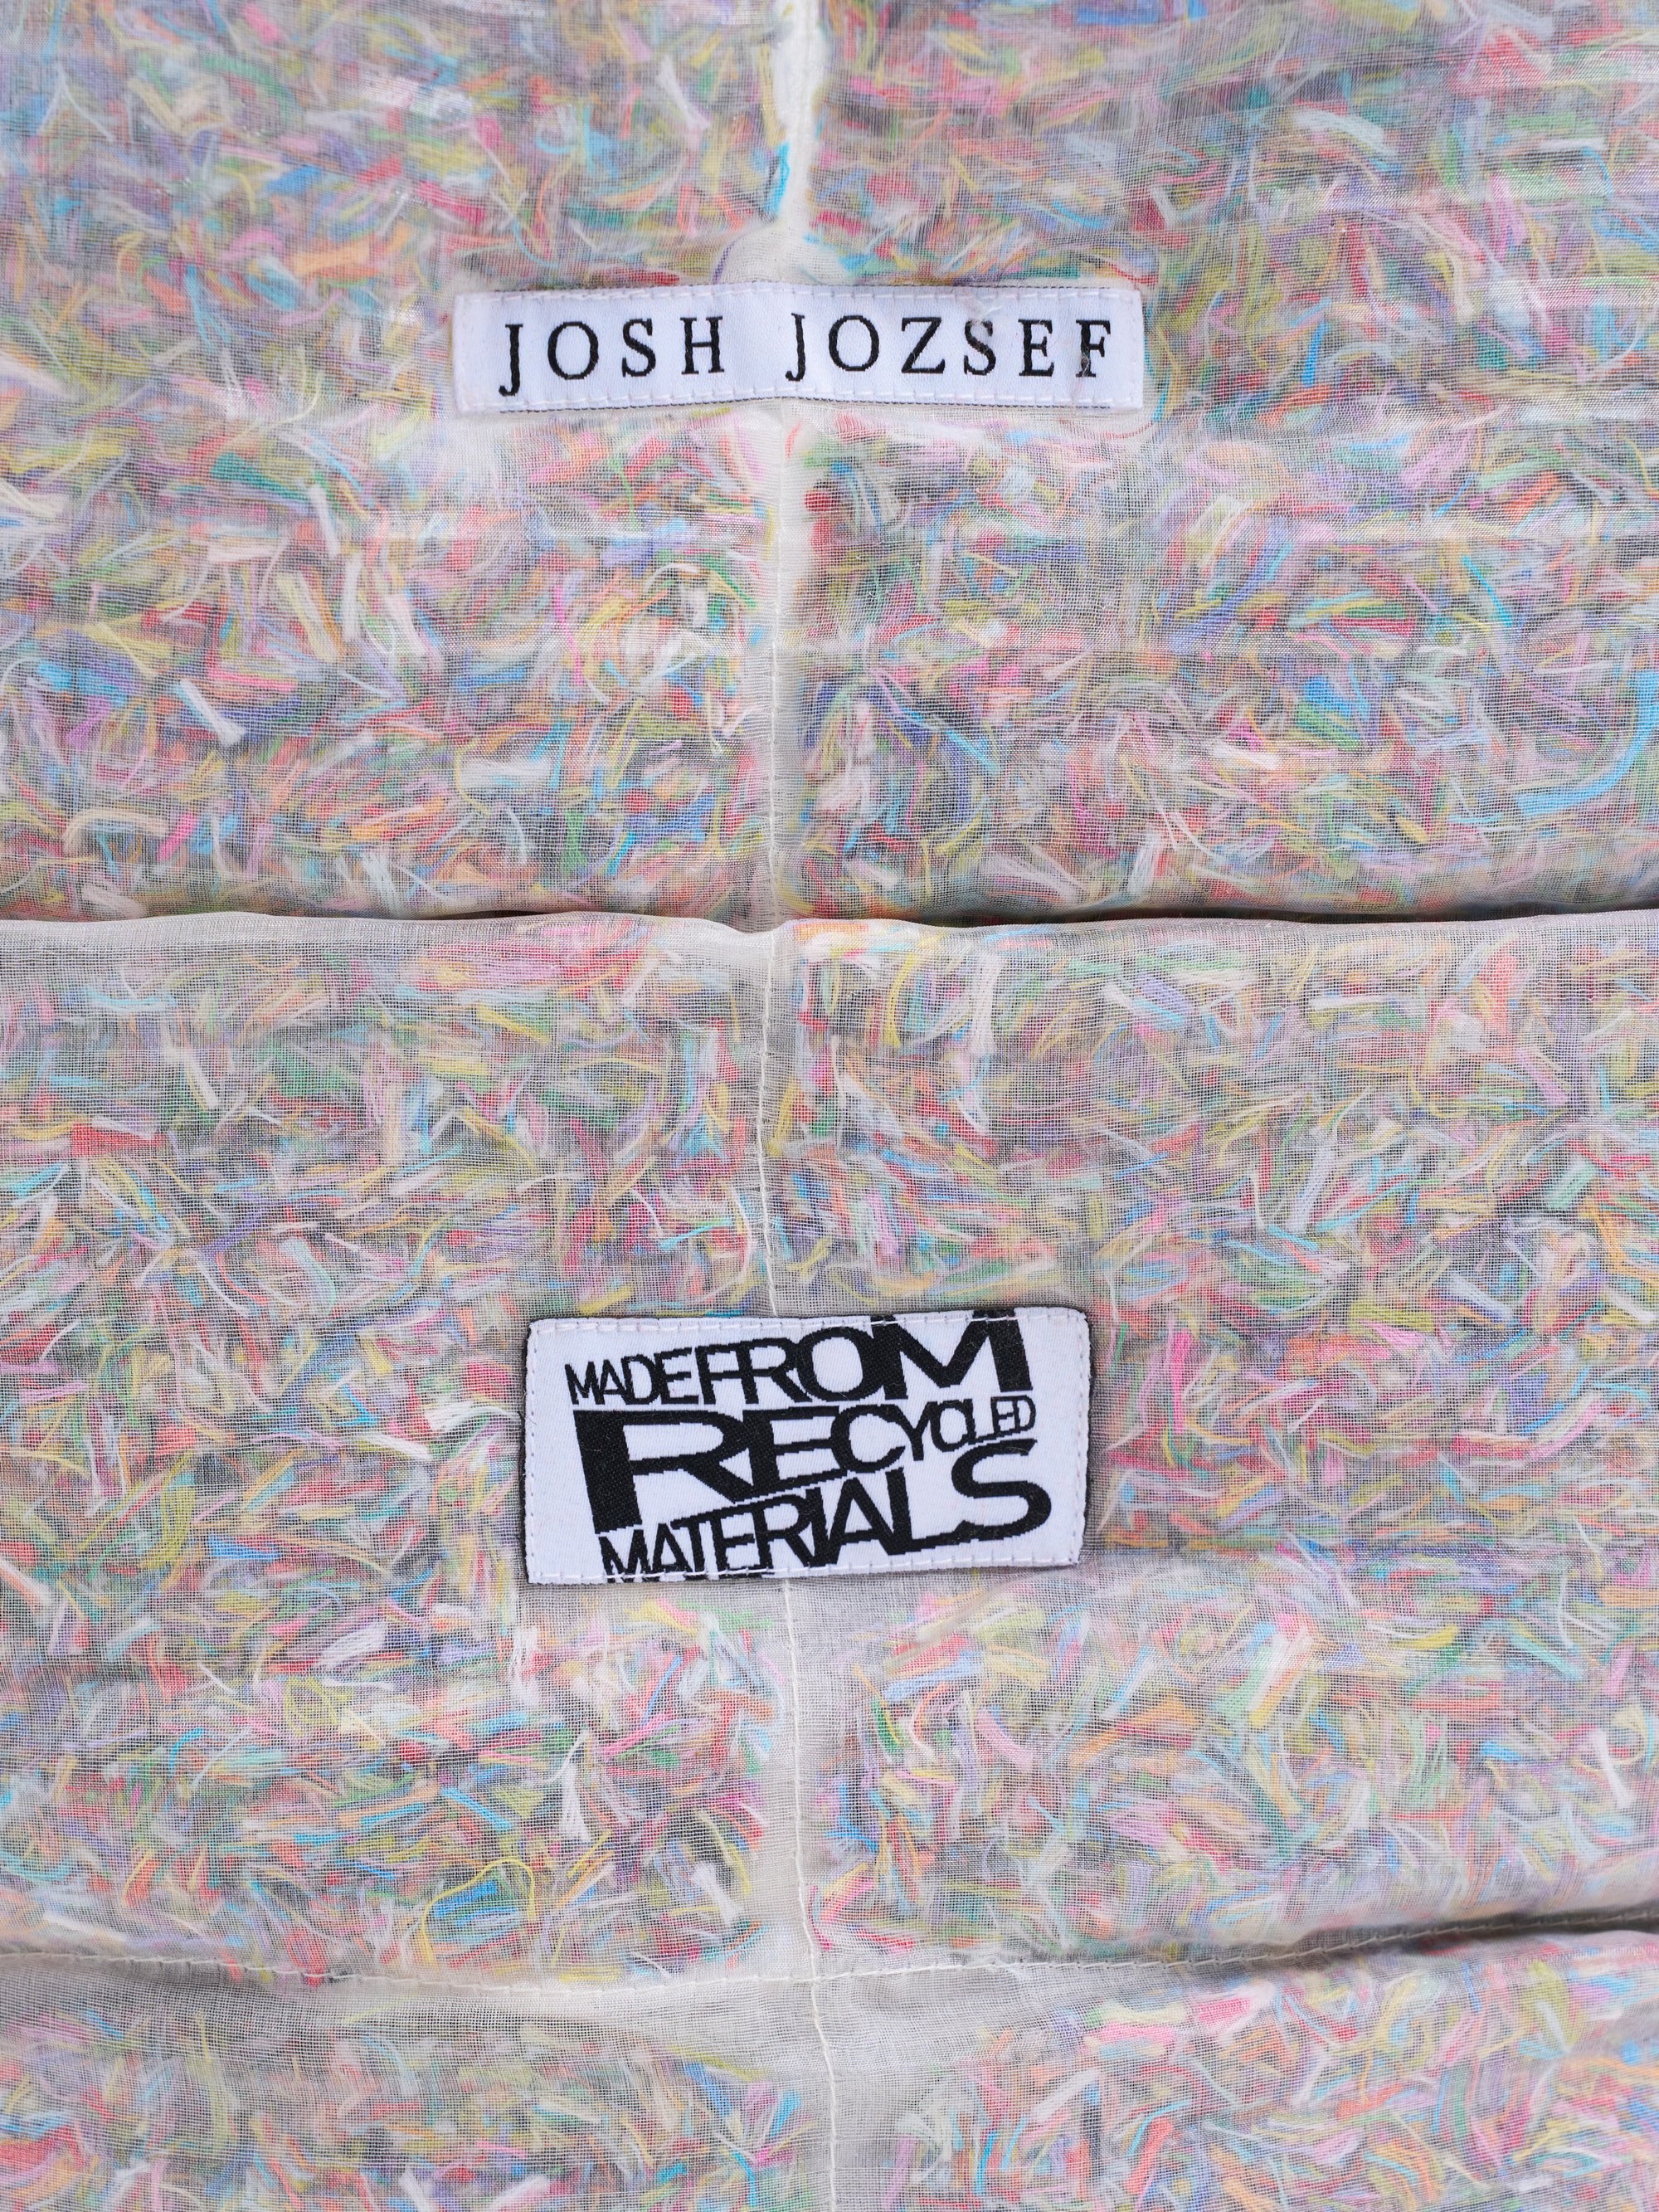 JOSH JOZSEF
MADE FROM
RECYCLED
MATERIALS